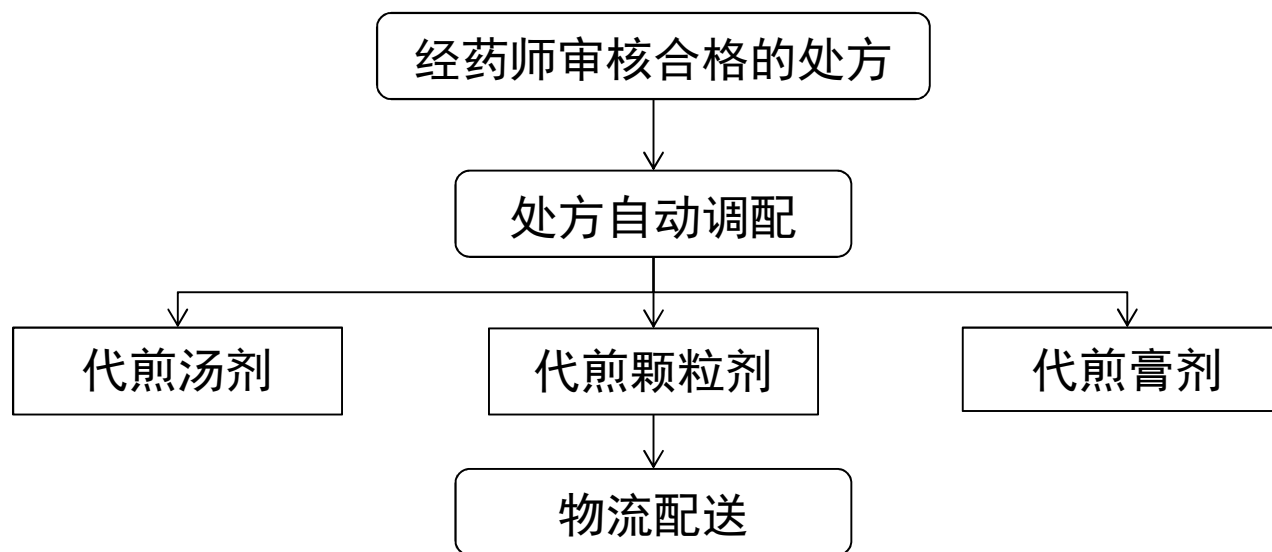 经药师审核合格的处方
处方自动调配
代煎汤剂
代煎颗粒剂
代煎膏剂
物流配送